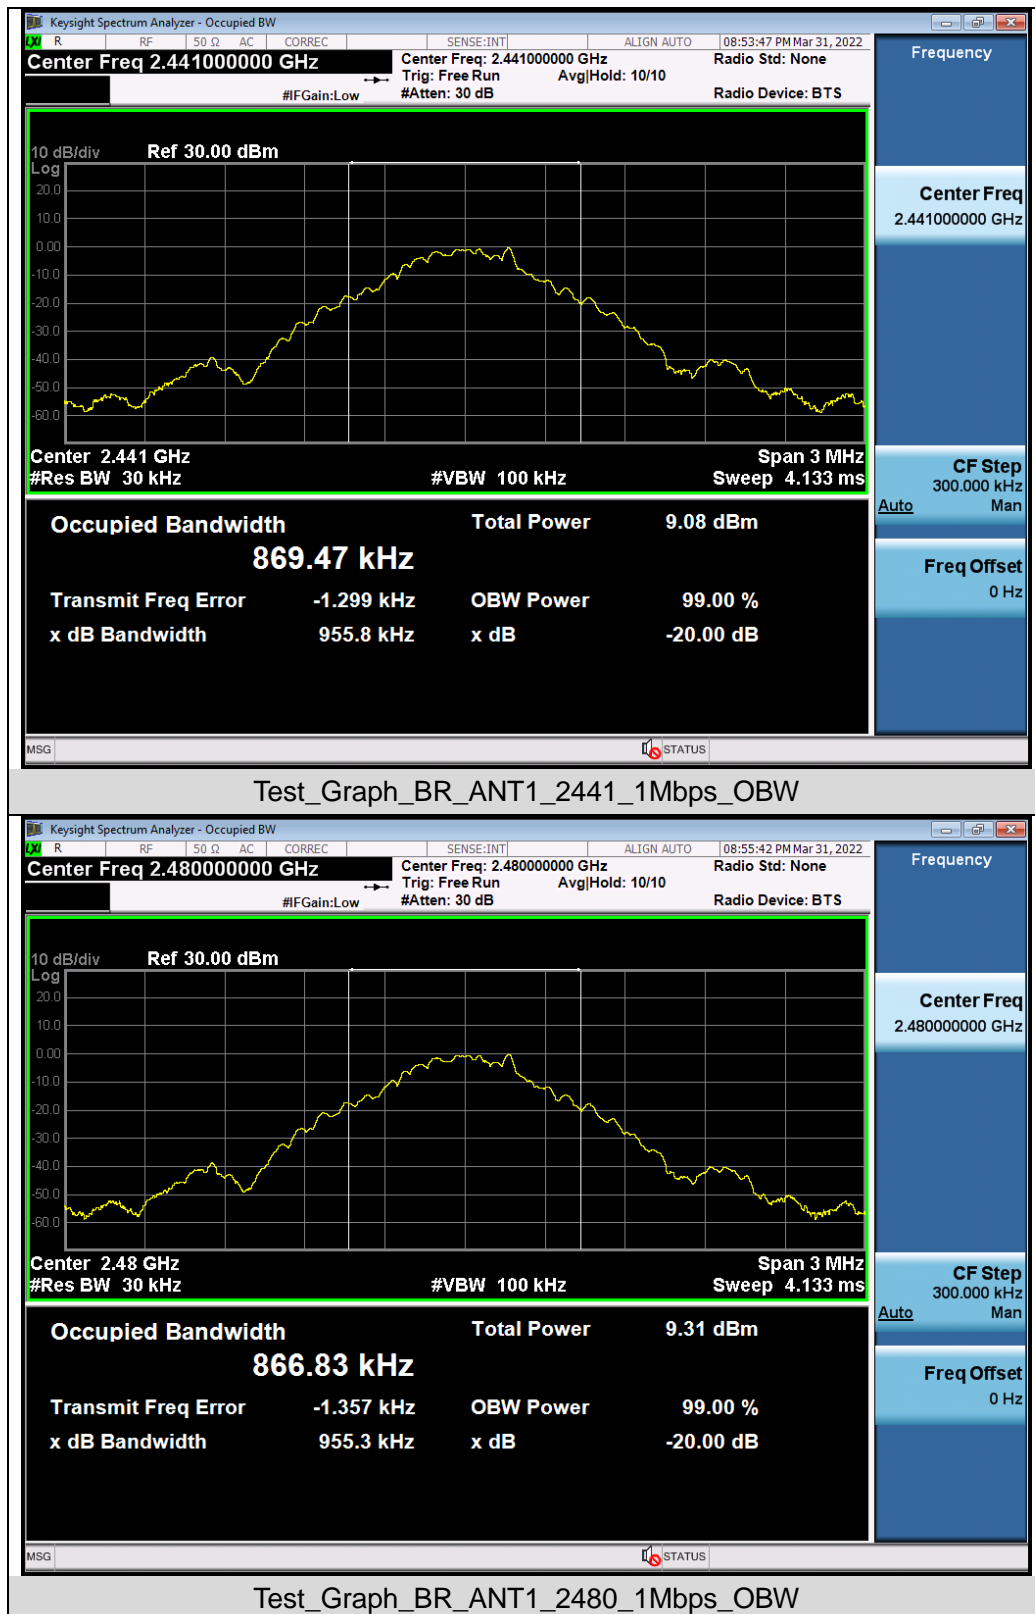 Keysight Spectrum Analyzer - Occupied BW
LXI R RF 50 Ω AC CORREC SENSE:INT ALIGN AUTO 08:53:47 PM Mar 31, 2022
Center Freq 2.441000000 GHz
Center Freq: 2.441000000 GHz
Radio Std: None
Trig: Free Run Avg|Hold: 10/10
#IFGain:Low
#Atten: 30 dB
Radio Device: BTS
10 dB/div Ref 30.00 dBm
Log
20.0
10.0
0.00
-10.0
-20.0
-30.0
-40.0
-50.0
-60.0
Center 2.441 GHz Span 3 MHz
#Res BW 30 kHz #VBW 100 kHz Sweep 4.133 ms
Occupied Bandwidth Total Power 9.08 dBm
869.47 kHz
Transmit Freq Error -1.299 kHz OBW Power 99.00 %
x dB Bandwidth 955.8 kHz x dB -20.00 dB
MSG STATUS
Frequency
Center Freq
2.441000000 GHz
CF Step
300.000 kHz
Auto Man
Freq Offset
0 Hz
Test_Graph_BR_ANT1_2441_1Mbps_OBW
Keysight Spectrum Analyzer - Occupied BW
LXI R RF 50 Ω AC CORREC SENSE:INT ALIGN AUTO 08:55:42 PM Mar 31, 2022
Center Freq 2.480000000 GHz
Center Freq: 2.480000000 GHz
Radio Std: None
Trig: Free Run Avg|Hold: 10/10
#IFGain:Low
#Atten: 30 dB
Radio Device: BTS
10 dB/div Ref 30.00 dBm
Log
20.0
10.0
0.00
-10.0
-20.0
-30.0
-40.0
-50.0
-60.0
Center 2.48 GHz Span 3 MHz
#Res BW 30 kHz #VBW 100 kHz Sweep 4.133 ms
Occupied Bandwidth Total Power 9.31 dBm
866.83 kHz
Transmit Freq Error -1.357 kHz OBW Power 99.00 %
x dB Bandwidth 955.3 kHz x dB -20.00 dB
MSG STATUS
Frequency
Center Freq
2.480000000 GHz
CF Step
300.000 kHz
Auto Man
Freq Offset
0 Hz
Test_Graph_BR_ANT1_2480_1Mbps_OBW